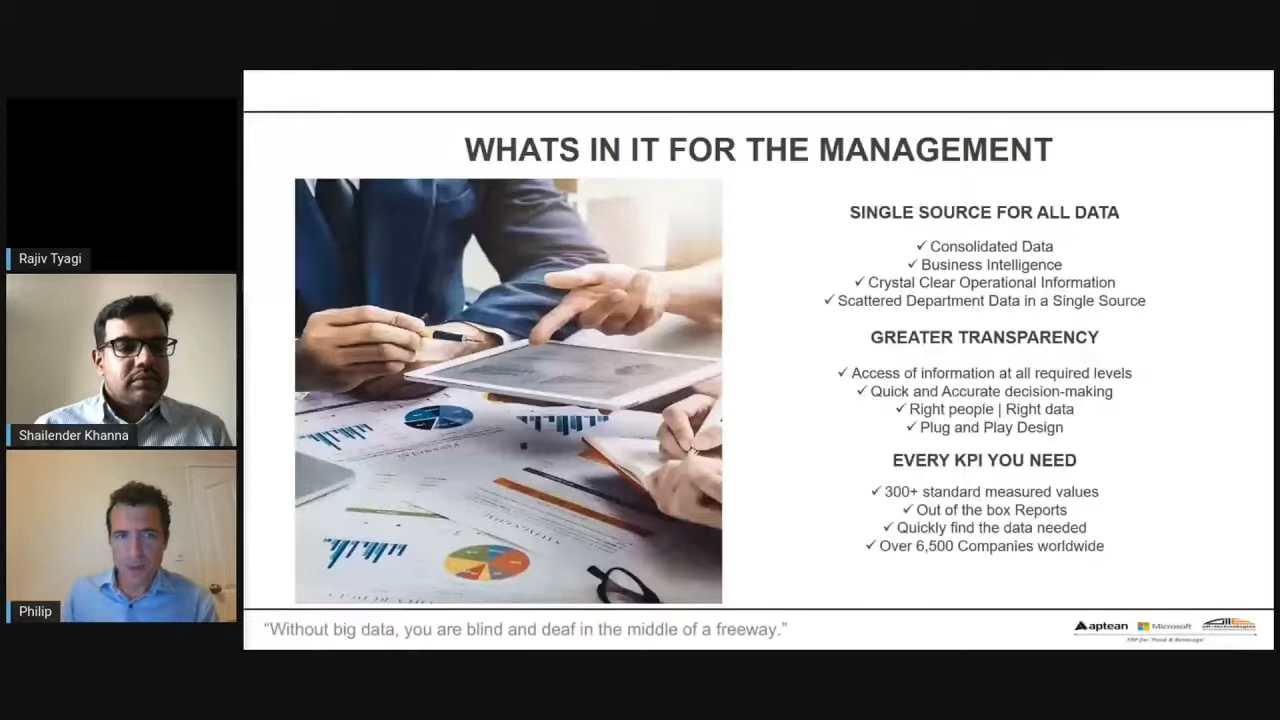 Rajiv Tyagi
Shailender Khanna
Philip
WHATS IN IT FOR THE MANAGEMENT
SINGLE SOURCE FOR ALL DATA
✓ Consolidated Data
✓ Business Intelligence
✓ Crystal Clear Operational Information
✓ Scattered Department Data in a Single Source
GREATER TRANSPARENCY
✓ Access of information at all required levels
✓ Quick and Accurate decision-making
✓ Right people | Right data
✓ Plug and Play Design
EVERY KPI YOU NEED
✓ 300+ standard measured values
✓ Out of the box Reports
✓ Quickly find the data needed
✓ Over 6,500 Companies worldwide
“Without big data, you are blind and deaf in the middle of a freeway.”
aptean Microsoft
ERP for 'Food & Beverage'